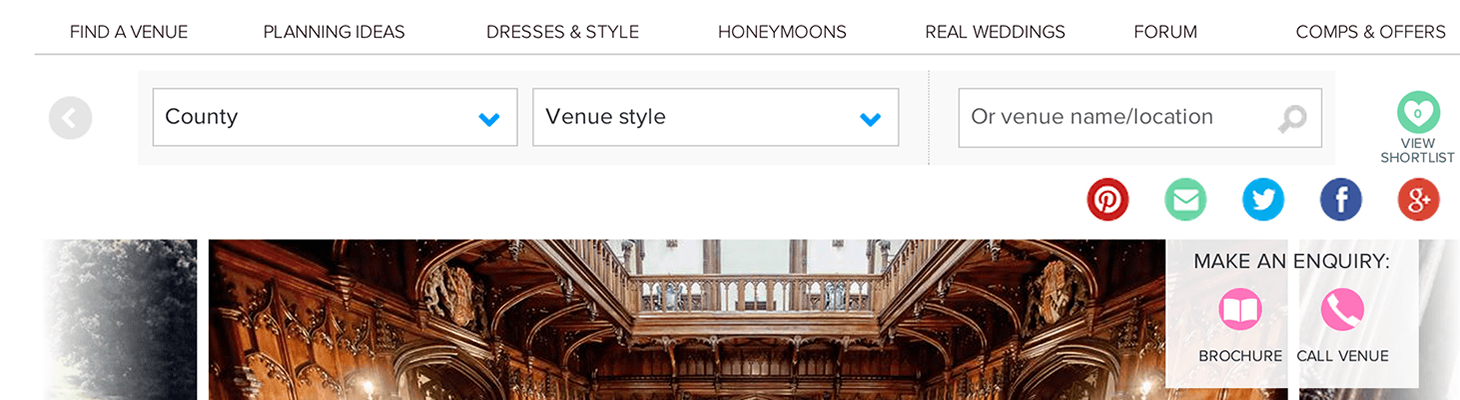 FIND A VENUE
PLANNING IDEAS
DRESSES & STYLE
HONEYMOONS
REAL WEDDINGS
FORUM
COMPS & OFFERS
County
Venue style
Or venue name/location
0
VIEW
SHORTLIST
g+
MAKE AN ENQUIRY:
BROCHURE
CALL VENUE